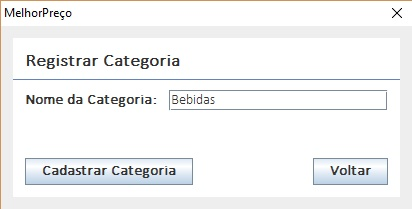 MelhorPreço
Registrar Categoria
Nome da Categoria: Bebidas
Cadastrar Categoria Voltar